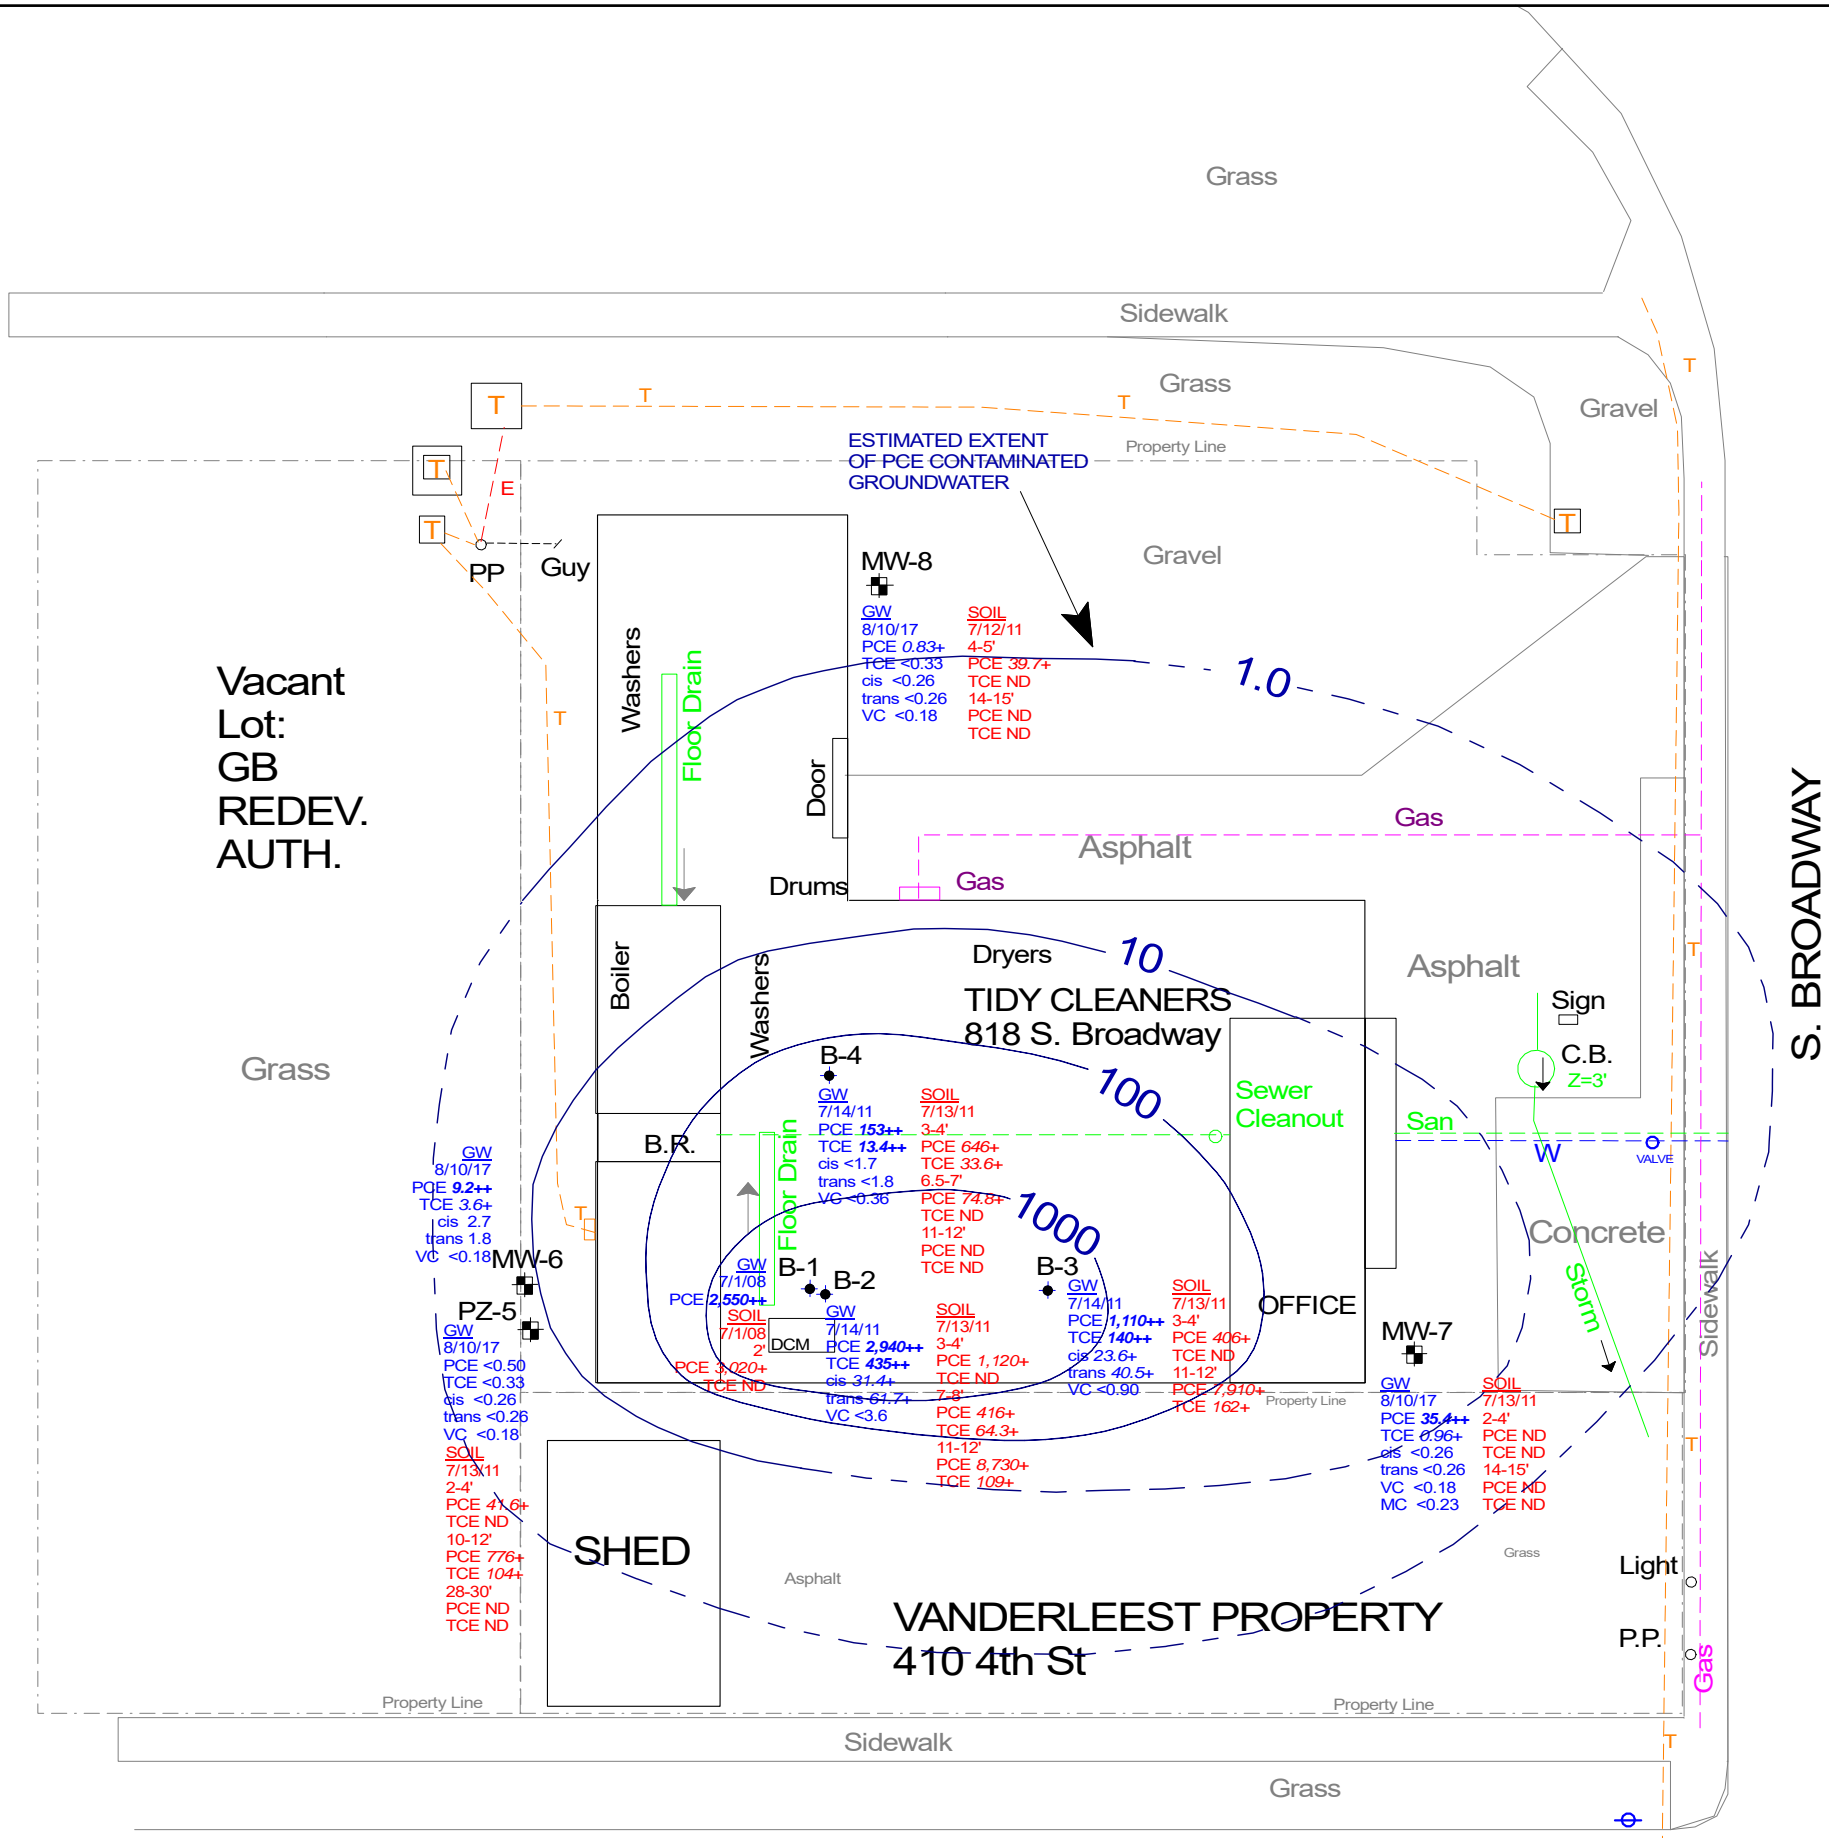 Grass
Sidewalk
Grass
Gravel
T
T
T
T
T
T
T
E
PP
Guy
ESTIMATED EXTENT
OF PCE CONTAMINATED
GROUNDWATER
Property Line
Gravel
MW-8
GW
8/10/17
PCE 0.83+
TCE <0.33
cis <0.26
trans <0.26
VC <0.18
SOIL
7/12/11
4-5'
PCE 39.7+
TCE ND
14-15'
PCE ND
TCE ND
1.0
Vacant
Lot:
GB
REDEV.
AUTH.
T
Washers
Floor Drain
Door
Gas
Asphalt
Gas
Drums
S. BROADWAY
Boiler
Washers
Dryers
10
Asphalt
T
TIDY CLEANERS
818 S. Broadway
Sign
C.B.
Z=3'
Grass
B-4
GW
7/14/11
PCE 153++
TCE 13.4++
cis <1.7
trans <1.8
VC <0.36
SOIL
7/13/11
3-4'
PCE 646+
TCE 33.6+
6.5-7'
PCE 74.8+
TCE ND
11-12'
PCE ND
TCE ND
100
Sewer
Cleanout
San
W
VALVE
B.R.
Floor Drain
1000
T
Concrete
Storm
Sidewalk
GW
8/10/17
PCE 9.2++
TCE 3.6+
cis 2.7
trans 1.8
VC <0.18
MW-6
PZ-5
GW
8/10/17
PCE <0.50
TCE <0.33
cis <0.26
trans <0.26
VC <0.18
SOIL
7/13/11
2-4'
PCE 41.6+
TCE ND
10-12'
PCE 776+
TCE 104+
28-30'
PCE ND
TCE ND
B-1
GW
7/1/08
PCE 2,550++
SOIL
7/1/08
2'
PCE 3,020+
TCE ND
DCM
B-2
GW
7/14/11
PCE 2,940++
TCE 435++
cis 31.4+
trans 61.7+
VC <3.6
SOIL
7/13/11
3-4'
PCE 1,120+
TCE ND
7-8'
PCE 416+
TCE 64.3+
11-12'
PCE 8,730+
TCE 109+
B-3
GW
7/14/11
PCE 1,110++
TCE 140++
cis 23.6+
trans 40.5+
VC <0.90
SOIL
7/13/11
3-4'
PCE 406+
TCE ND
11-12'
PCE 7,910+
TCE 162+
OFFICE
Property Line
MW-7
GW
8/10/17
PCE 35.4++
TCE 0.96+
cis <0.26
trans <0.26
VC <0.18
MC <0.23
SOIL
7/13/11
2-4'
PCE ND
TCE ND
14-15'
PCE ND
TCE ND
T
SHED
Asphalt
Grass
Light
VANDERLEEST PROPERTY
410 4th St
P.P.
Gas
Property Line
Property Line
Sidewalk
T
Grass